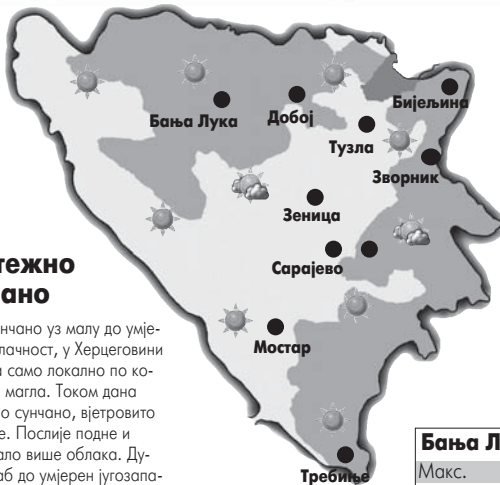 Бања Лука
Добој
Бијељина
Тузла
Зворник
Зеница
Сарајево
Мостар
Требиње
тежно
ано
нчано уз малу до умје-
лачност, у Херцеговини
а само локално по ко-
магла. Током дана
о сунчано, вјетровито
е. Послије подне и
ало више облака. Ду-
аб до умјерен југозапа-
Бања Л
Макс.